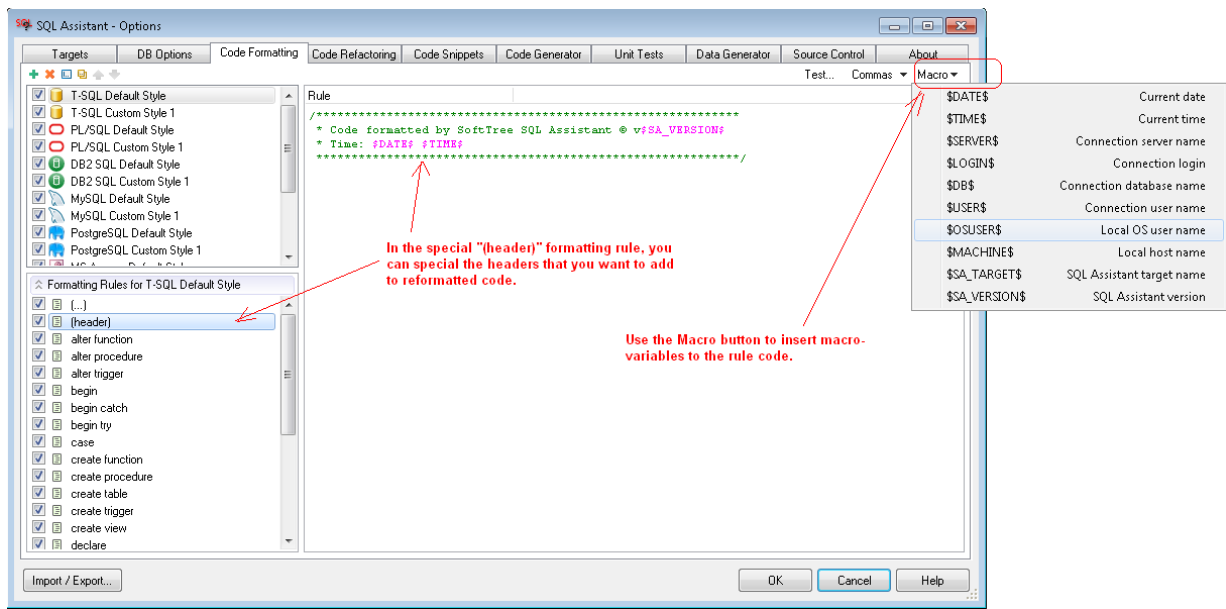 SQL Assistant - Options
Targets
DB Options
Code Formatting
Code Refactoring
Code Snippets
Code Generator
Unit Tests
Data Generator
Source Control
About
Test...
Commas
Macro
T-SQL Default Style
T-SQL Custom Style 1
PL/SQL Default Style
PL/SQL Custom Style 1
DB2 SQL Default Style
DB2 SQL Custom Style 1
MySQL Default Style
MySQL Custom Style 1
PostgreSQL Default Style
PostgreSQL Custom Style 1
Formatting Rules for T-SQL Default Style
(...)
(header)
alter function
alter procedure
alter trigger
begin
begin catch
begin try
case
create function
create procedure
create table
create trigger
create view
declare
Rule
/*******************************************************
* Code formatted by SoftTree SQL Assistant © v$SA_VERSION$
* Time: $DATE$ $TIME$
*******************************************************/
In the special "(header)" formatting rule, you
can special the headers that you want to add
to reformatted code.
Use the Macro button to insert macro-
variables to the rule code.
$DATE$ Current date
$TIME$ Current time
$SERVER$ Connection server name
$LOGIN$ Connection login
$DB$ Connection database name
$USER$ Connection user name
$OSUSER$ Local OS user name
$MACHINE$ Local host name
$SA_TARGET$ SQL Assistant target name
$SA_VERSION$ SQL Assistant version
Import / Export...
OK
Cancel
Help